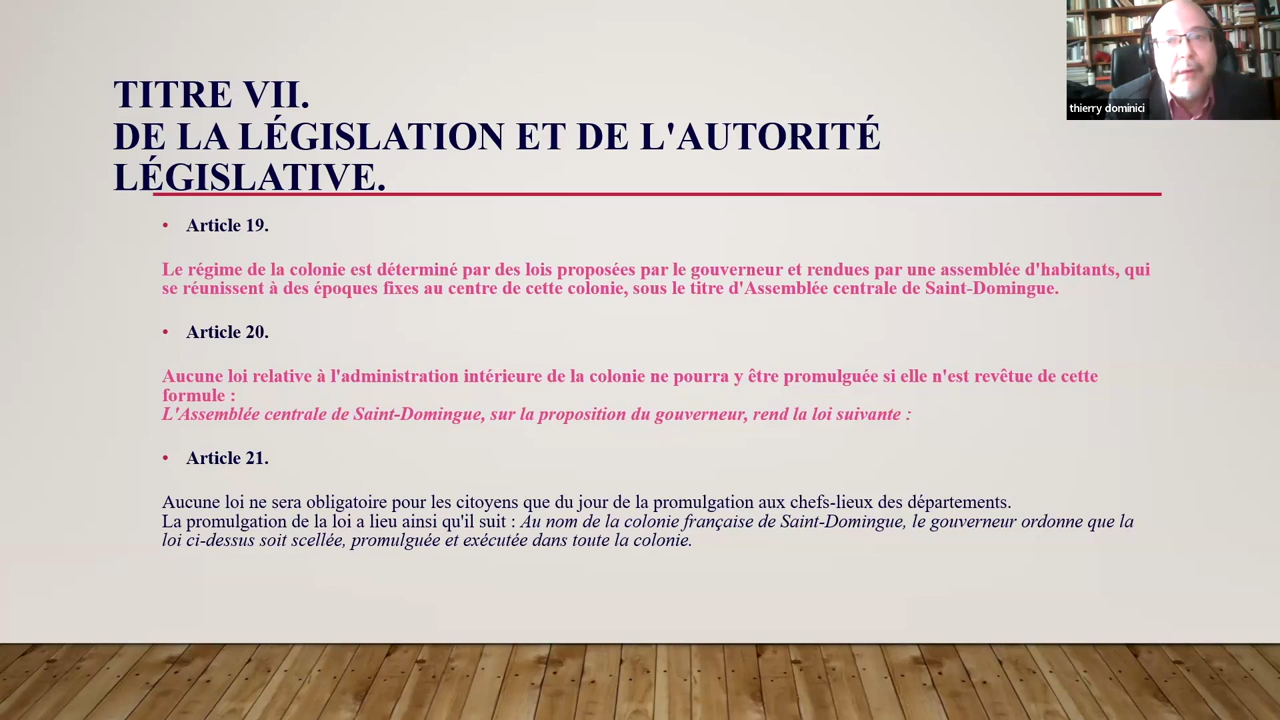 thierry dominici
TITRE VII.
DE LA LÉGISLATION ET DE L'AUTORITÉ
LÉGISLATIVE.
• Article 19.
Le régime de la colonie est déterminé par des lois proposées par le gouverneur et rendues par une assemblée d'habitants, qui
se réunissent à des époques fixes au centre de cette colonie, sous le titre d'Assemblée centrale de Saint-Domingue.
• Article 20.
Aucune loi relative à l'administration intérieure de la colonie ne pourra y être promulguée si elle n'est revêtue de cette
formule :
L'Assemblée centrale de Saint-Domingue, sur la proposition du gouverneur, rend la loi suivante :
• Article 21.
Aucune loi ne sera obligatoire pour les citoyens que du jour de la promulgation aux chefs-lieux des départements.
La promulgation de la loi a lieu ainsi qu'il suit : Au nom de la colonie française de Saint-Domingue, le gouverneur ordonne que la
loi ci-dessus soit scellée, promulguée et exécutée dans toute la colonie.